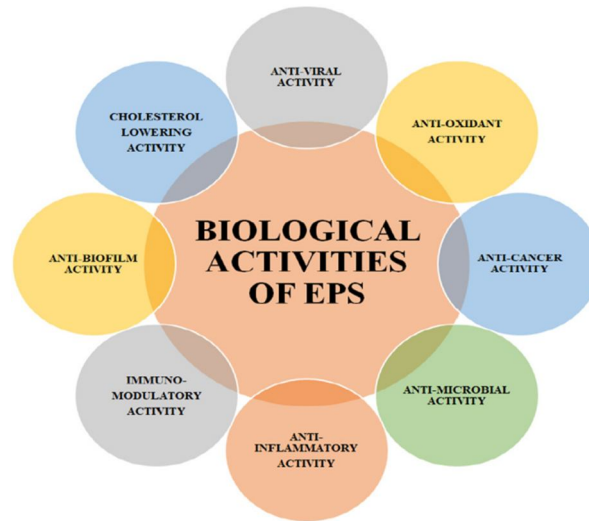 ANTI-VIRAL
ACTIVITY
CHOLESTEROL
LOWERING
ACTIVITY
ANTI-OXIDANT
ACTIVITY
BIOLOGICAL
ACTIVITIES
OF EPS
ANTI-BIOFILM
ACTIVITY
ANTI-CANCER
ACTIVITY
IMMUNO-
MODULATORY
ACTIVITY
ANTI-MICROBIAL
ACTIVITY
ANTI-
INFLAMMATORY
ACTIVITY